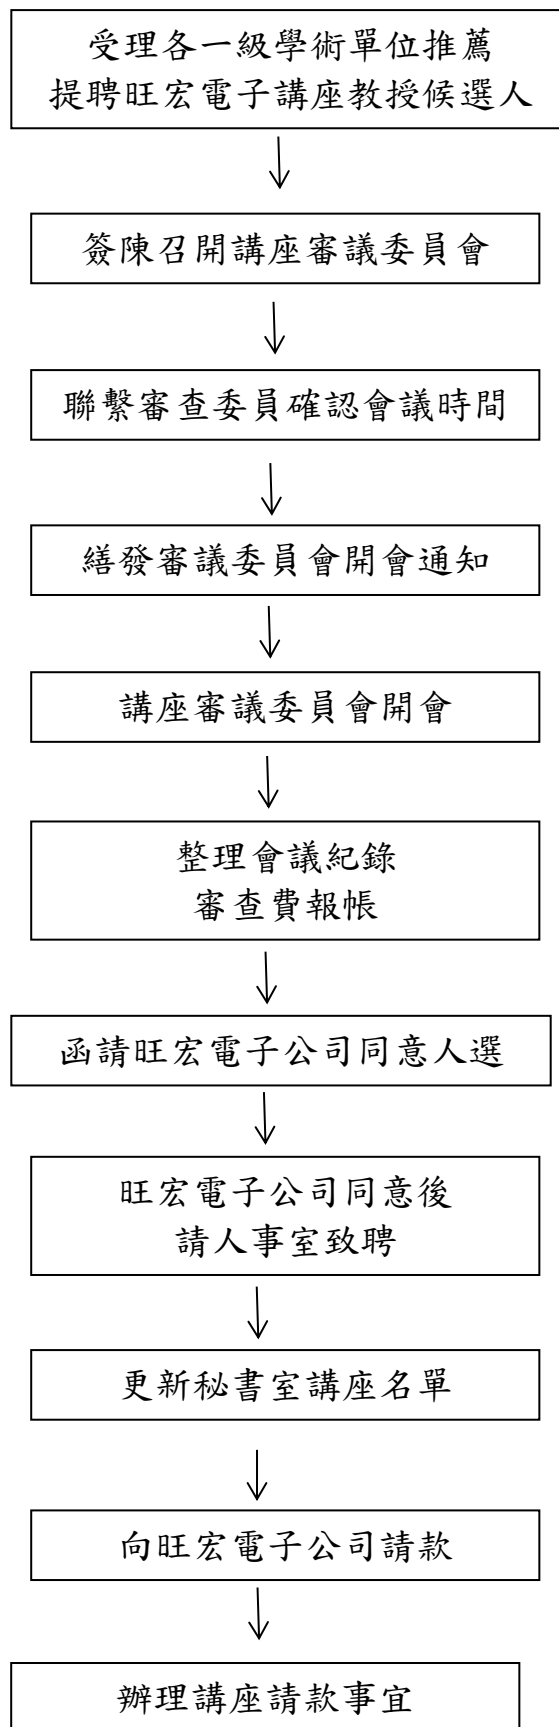 受理各一級學術單位推薦
提聘旺宏電子講座教授候選人
簽陳召開講座審議委員會
聯繫審查委員確認會議時間
繕發審議委員會開會通知
講座審議委員會開會
整理會議紀錄
審查費報帳
函請旺宏電子公司同意人選
旺宏電子公司同意後
請人事室致聘
更新秘書室講座名單
向旺宏電子公司請款
辦理講座請款事宜